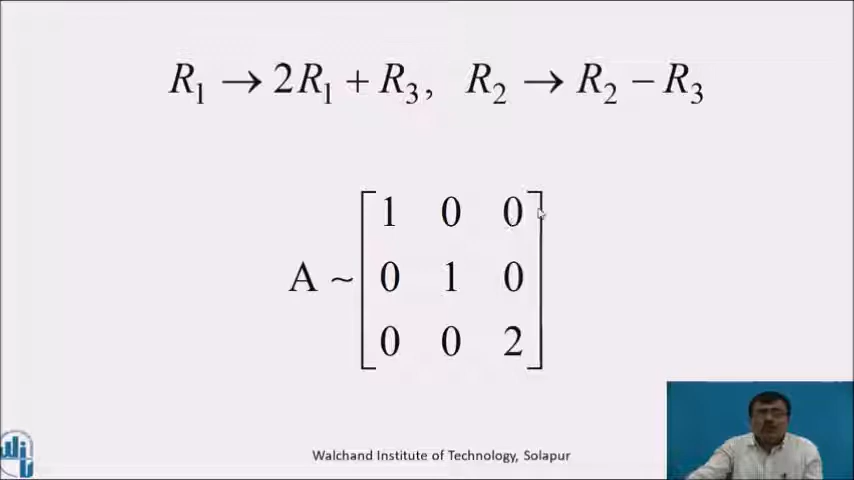 R₁ → 2R₁ + R₃, R₂ → R₂ − R₃
1 0 0
A ~ 0 1 0
0 0 2
Walchand Institute of Technology, Solapur